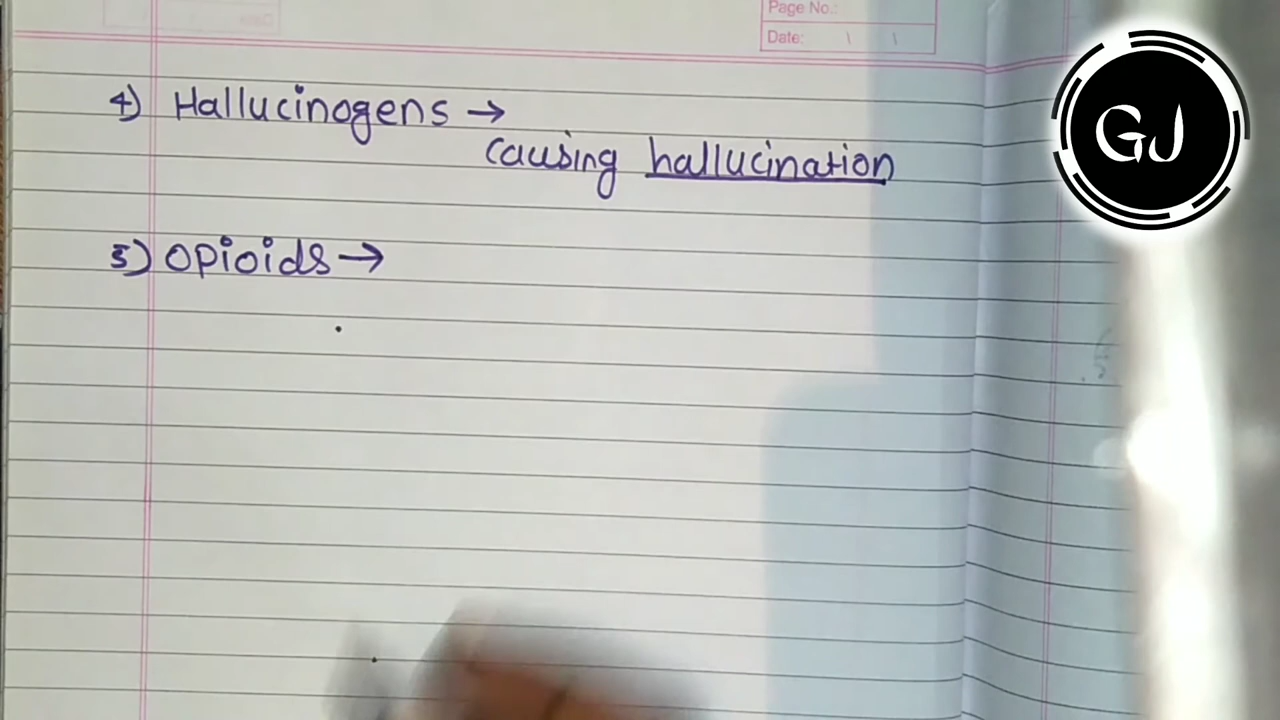 Page No.:
Date:
GJ
4) Hallucinogens →
causing hallucination
5) Opioids →